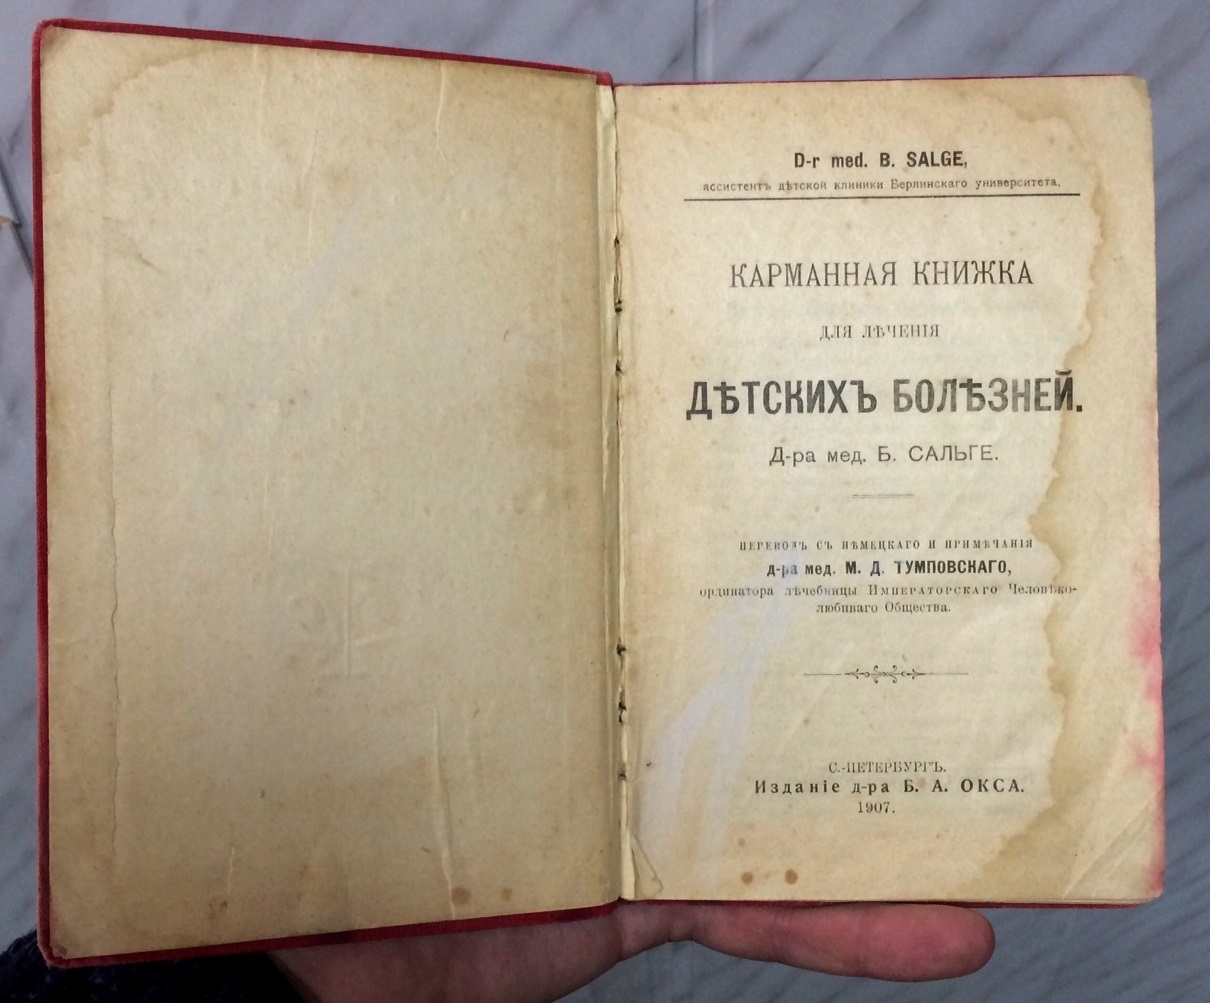 D-r med. B. SALGE,
ассистентъ дѣтской клиники Берлинскаго университета.
КАРМАННАЯ КНИЖКА
ДЛЯ ЛѢЧЕНІЯ
ДѢТСКИХЪ БОЛѢЗНЕЙ.
Д-ра мед. Б. САЛЬГЕ.
ПЕРЕВОДЪ СЪ НѢМЕЦКАГО И ПРИМѢЧАНІЯ
д-ра мед. М. Д. ТУМПОВСКАГО,
ординатора лѣчебницы ИМПЕРАТОРСКАГО Человѣко-
любиваго Общества.
С.-ПЕТЕРБУРГЪ.
Изданіе д-ра Б. А. ОКСА.
1907.